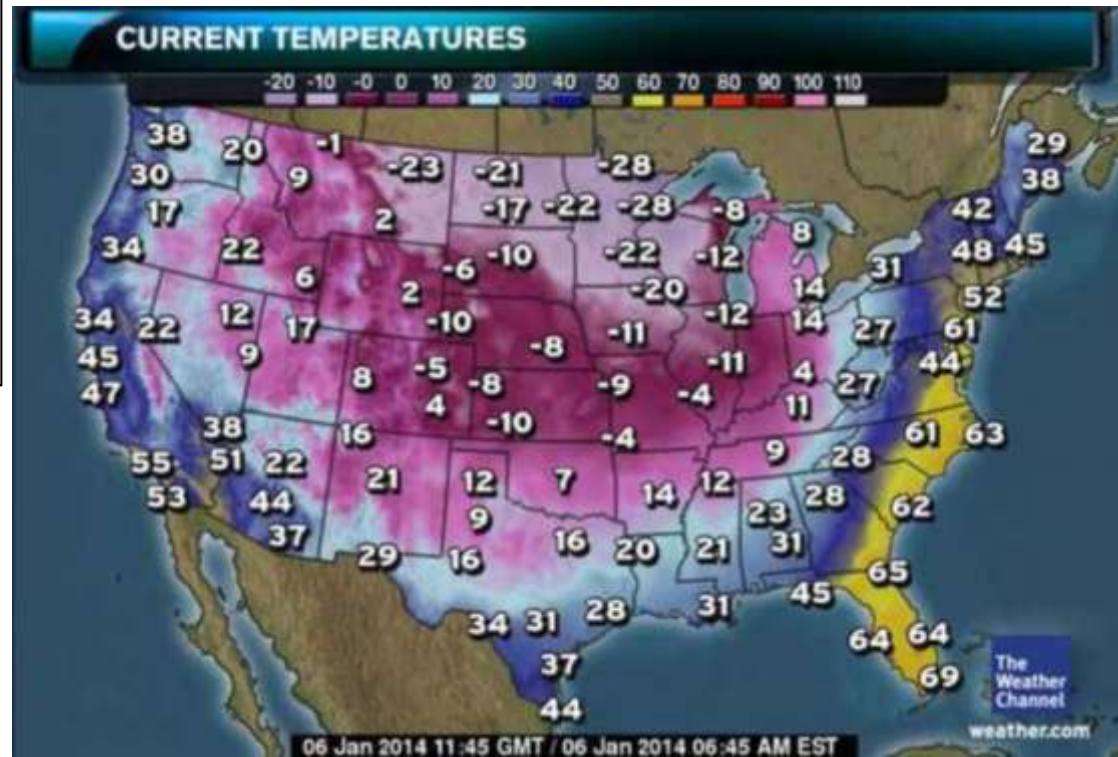 CURRENT TEMPERATURES
-20 -10 -0 0 10 20 30 40 50 60 70 80 90 100 110
38 20 -1 -23 -21 -28 29
30 9 38
17 2 -17 -22 -28 -8 42
34 22 -6 -10 -22 -12 8 48 45
6 2 -20 14 31 52
34 22 12 17 -10 -11 -12 14 27 61
45 9 -5 -8 -11 4 44
47 8 4 -8 -9 -4 27
38 16 -10 -4 11 61 63
55 51 22 21 12 7 9 28
53 44 9 14 12 23 28 62
37 29 16 16 20 21 31
34 31 28 31 45 65
37 64 64
44 69
The
Weather
Channel
weather.com
06 Jan 2014 11:45 GMT / 06 Jan 2014 06:45 AM EST